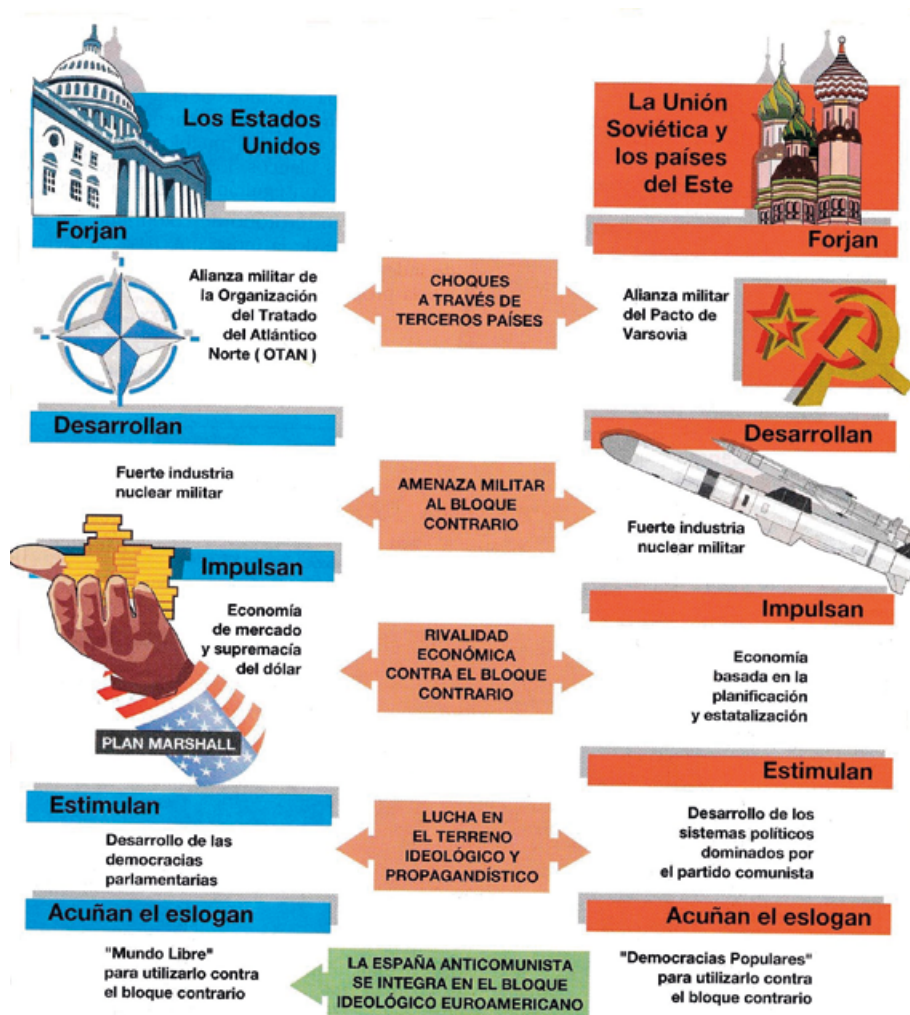 Los Estados
Unidos
La Unión
Soviética y
los países
del Este
Forjan
Forjan
Alianza militar de
la Organización
del Tratado
del Atlántico
Norte ( OTAN )
CHOQUES
A TRAVÉS DE
TERCEROS PAÍSES
Alianza militar
del Pacto de
Varsovia
Desarrollan
Desarrollan
Fuerte industria
nuclear militar
AMENAZA MILITAR
AL BLOQUE
CONTRARIO
Fuerte industria
nuclear militar
Impulsan
Impulsan
Economía
de mercado
y supremacía
del dólar
PLAN MARSHALL
RIVALIDAD
ECONÓMICA
CONTRA EL BLOQUE
CONTRARIO
Economía
basada en la
planificación
y estatalización
Estimulan
Estimulan
Desarrollo de las
democracias
parlamentarias
LUCHA EN
EL TERRENO
IDEOLÓGICO Y
PROPAGANDÍSTICO
Desarrollo de los
sistemas políticos
dominados por
el partido comunista
Acuñan el eslogan
Acuñan el eslogan
"Mundo Libre"
para utilizarlo contra
el bloque contrario
LA ESPAÑA ANTICOMUNISTA
SE INTEGRA EN EL BLOQUE
IDEOLÓGICO EUROAMERICANO
"Democracias Populares"
para utilizarlo contra
el bloque contrario